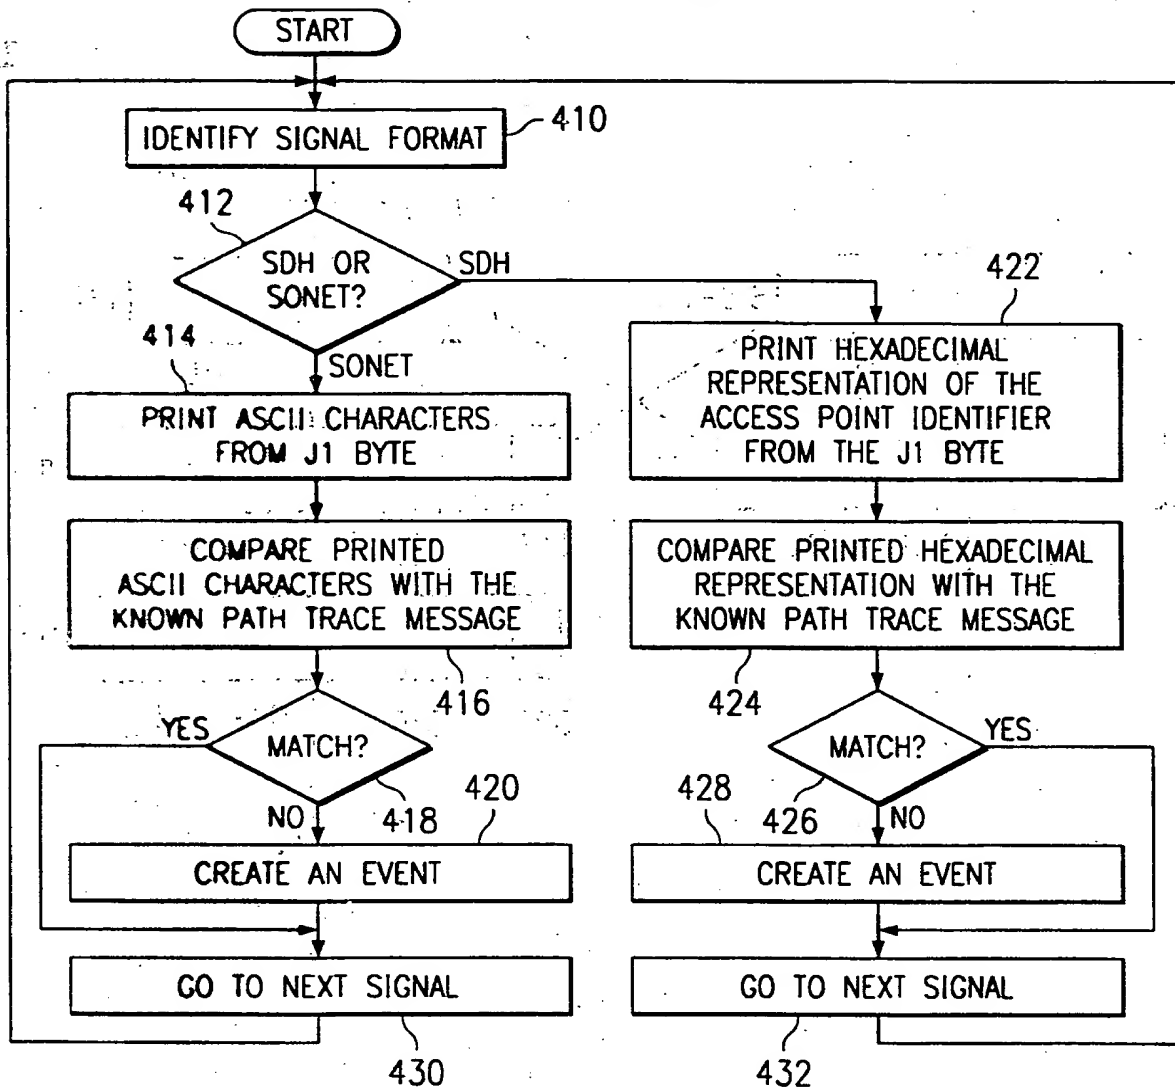 START
IDENTIFY SIGNAL FORMAT
410
412
SDH OR
SONET?
SDH
SONET
414
PRINT ASCII CHARACTERS
FROM J1 BYTE
COMPARE PRINTED
ASCII CHARACTERS WITH THE
KNOWN PATH TRACE MESSAGE
416
YES
MATCH?
418
NO
420
CREATE AN EVENT
GO TO NEXT SIGNAL
430
422
PRINT HEXADECIMAL
REPRESENTATION OF THE
ACCESS POINT IDENTIFIER
FROM THE J1 BYTE
COMPARE PRINTED HEXADECIMAL
REPRESENTATION WITH THE
KNOWN PATH TRACE MESSAGE
424
MATCH?
YES
426
NO
428
CREATE AN EVENT
GO TO NEXT SIGNAL
432